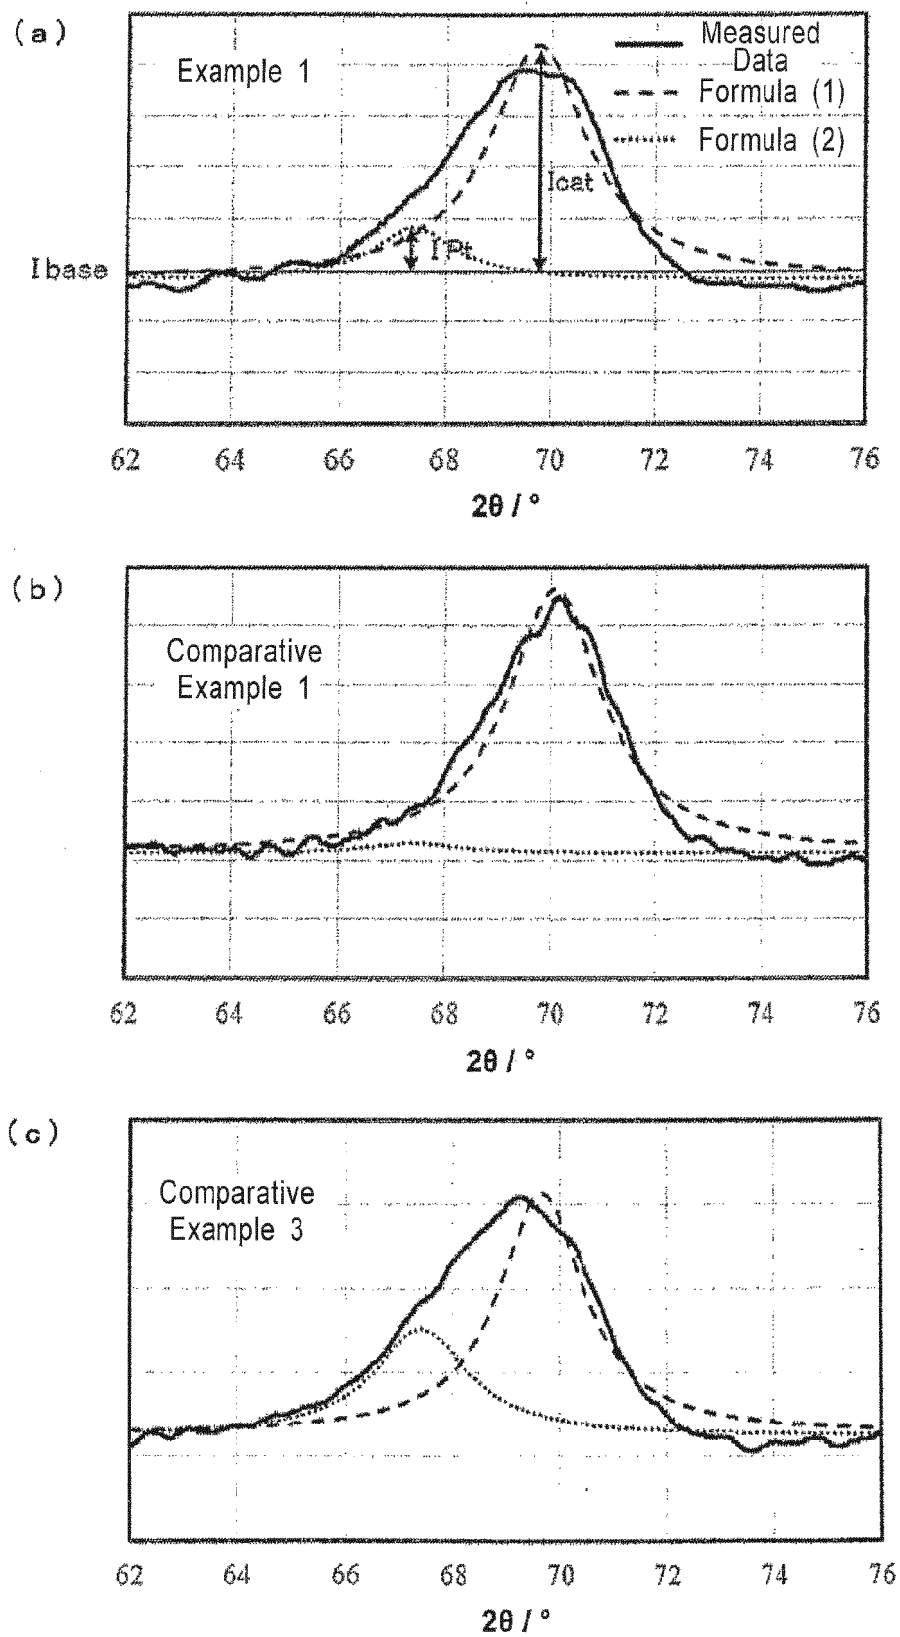 (a)
Example 1
Measured
Data
Formula (1)
Formula (2)
Icat
I Pt
Ibase
62 64 66 68 70 72 74 76
2θ / °
(b)
Comparative
Example 1
62 64 66 68 70 72 74 76
2θ / °
(c)
Comparative
Example 3
62 64 66 68 70 72 74 76
2θ / °